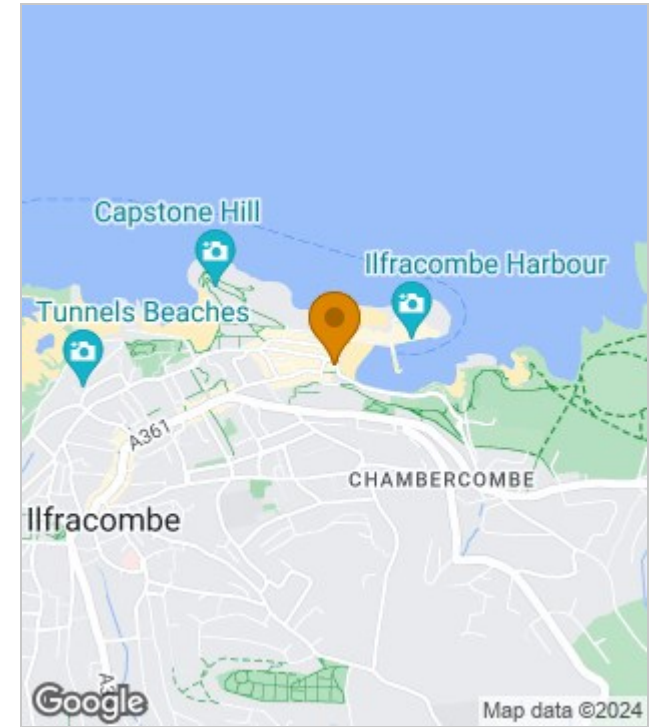 Capstone Hill
Ilfracombe Harbour
Tunnels Beaches
A361
CHAMBERCOMBE
Ilfracombe
Google
Map data ©2024